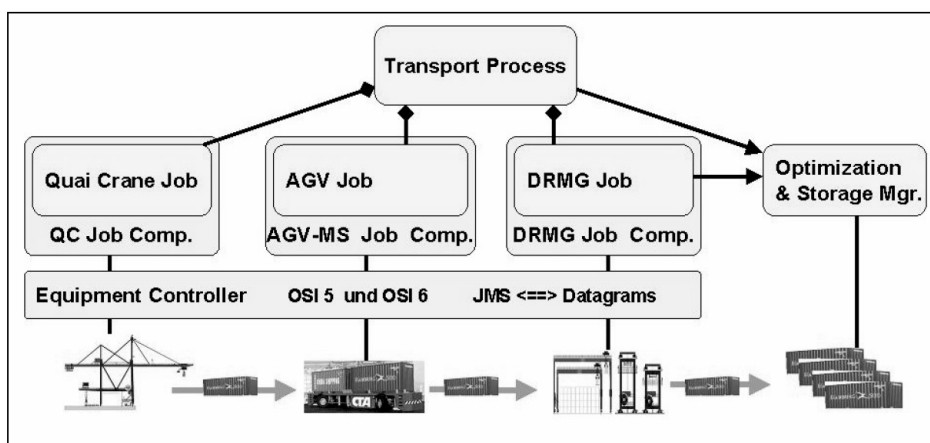 Transport Process
Quai Crane Job
AGV Job
DRMG Job
Optimization
& Storage Mgr.
QC Job Comp.
AGV-MS Job Comp.
DRMG Job Comp.
Equipment Controller OSI 5 und OSI 6 JMS <==> Datagrams
CTA